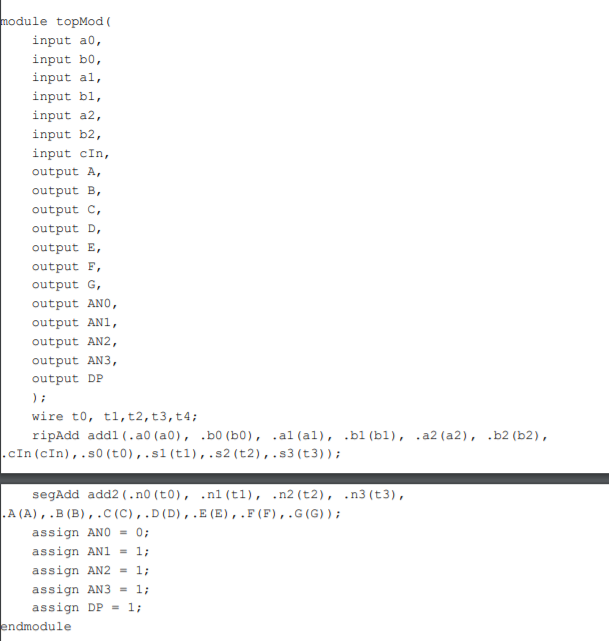 module topMod(
input a0,
input b0,
input a1,
input b1,
input a2,
input b2,
input cIn,
output A,
output B,
output C,
output D,
output E,
output F,
output G,
output AN0,
output AN1,
output AN2,
output AN3,
output DP
);
wire t0, t1,t2,t3,t4;
ripAdd add1(.a0(a0), .b0(b0), .a1(a1), .b1(b1), .a2(a2), .b2(b2),
.cIn(cIn),.s0(t0),.s1(t1),.s2(t2),.s3(t3));
segAdd add2(.n0(t0), .n1(t1), .n2(t2), .n3(t3),
.A(A),.B(B),.C(C),.D(D),.E(E),.F(F),.G(G));
assign AN0 = 0;
assign AN1 = 1;
assign AN2 = 1;
assign AN3 = 1;
assign DP = 1;
endmodule